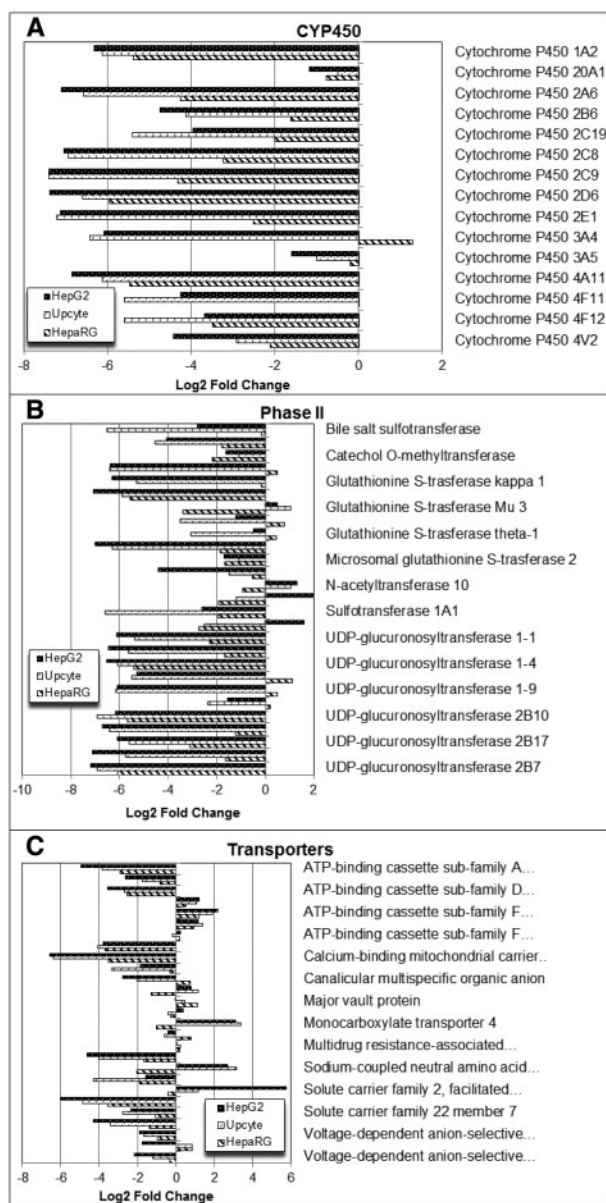 A
CYP450
Cytochrome P450 1A2
Cytochrome P450 20A1
Cytochrome P450 2A6
Cytochrome P450 2B6
Cytochrome P450 2C19
Cytochrome P450 2C8
Cytochrome P450 2C9
Cytochrome P450 2D6
Cytochrome P450 2E1
Cytochrome P450 3A4
Cytochrome P450 3A5
Cytochrome P450 4A11
Cytochrome P450 4F11
Cytochrome P450 4F12
Cytochrome P450 4V2
HepG2
Upcyte
HepaRG
-8 -6 -4 -2 0 2
Log2 Fold Change
B
Phase II
Bile salt sulfotransferase
Catechol O-methyltransferase
Glutathionine S-trasferase kappa 1
Glutathionine S-trasferase Mu 3
Glutathionine S-trasferase theta-1
Microsomal glutathionine S-trasferase 2
N-acetyltransferase 10
Sulfotransferase 1A1
UDP-glucuronosyltransferase 1-1
UDP-glucuronosyltransferase 1-4
UDP-glucuronosyltransferase 1-9
UDP-glucuronosyltransferase 2B10
UDP-glucuronosyltransferase 2B17
UDP-glucuronosyltransferase 2B7
HepG2
Upcyte
HepaRG
-10 -8 -6 -4 -2 0 2
Log2 Fold Change
C
Transporters
ATP-binding cassette sub-family A...
ATP-binding cassette sub-family D...
ATP-binding cassette sub-family F...
ATP-binding cassette sub-family F...
Calcium-binding mitochondrial carrier..
Canalicular multispecific organic anion
Major vault protein
Monocarboxylate transporter 4
Multidrug resistance-associated...
Sodium-coupled neutral amino acid...
Solute carrier family 2, facilitated...
Solute carrier family 22 member 7
Voltage-dependent anion-selective...
Voltage-dependent anion-selective...
HepG2
Upcyte
HepaRG
-8 -6 -4 -2 0 2 4 6
Log2 Fold Change